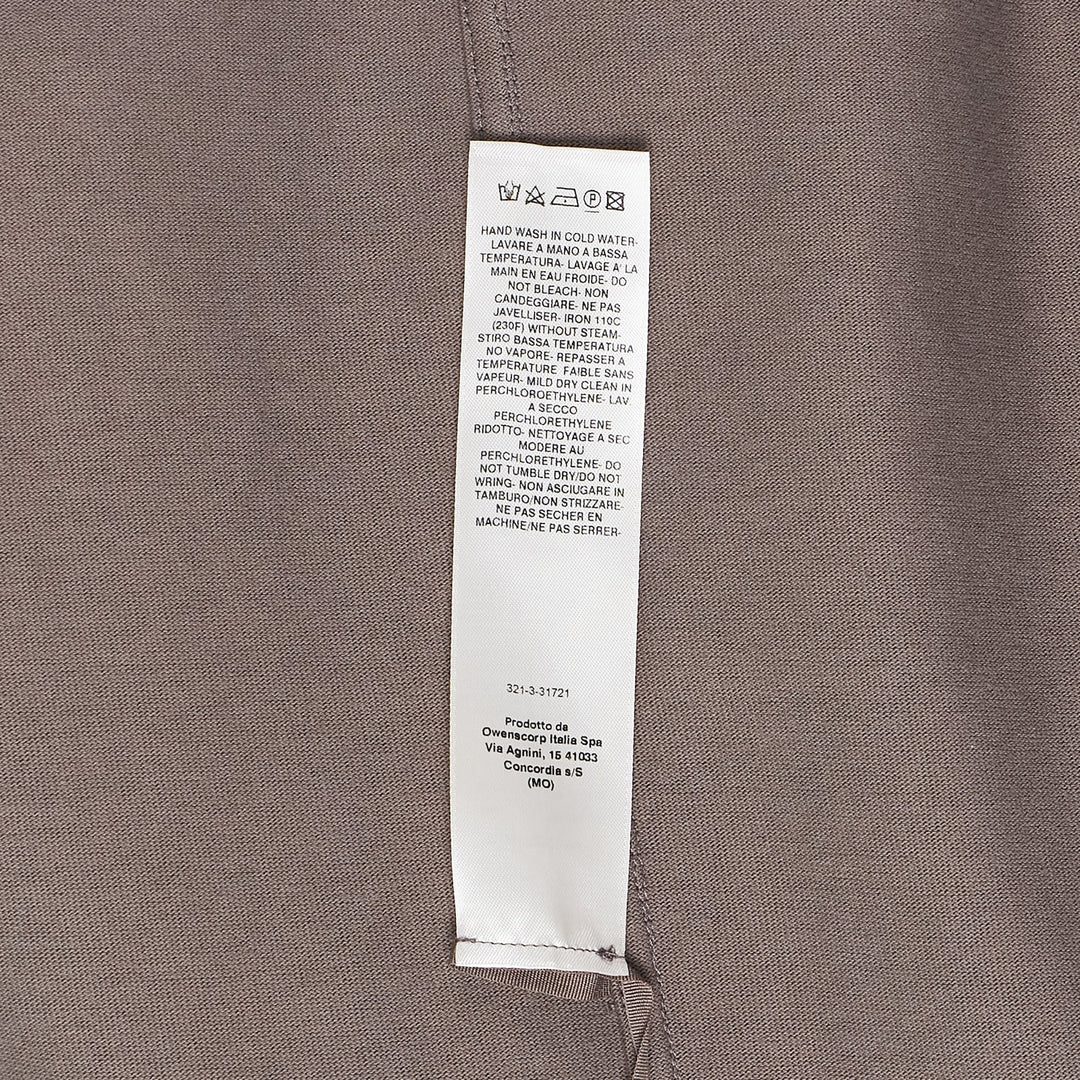 HAND WASH IN COLD WATER-
LAVARE A MANO A BASSA
TEMPERATURA- LAVAGE A' LA
MAIN EN EAU FROIDE- DO
NOT BLEACH- NON
CANDEGGIARE- NE PAS
JAVELLISER- IRON 110C
(230F) WITHOUT STEAM-
STIRO BASSA TEMPERATURA
NO VAPORE- REPASSER A
TEMPERATURE FAIBLE SANS
VAPEUR- MILD DRY CLEAN IN
PERCHLOROETHYLENE- LAV.
A SECCO
PERCHLORETHYLENE
RIDOTTO- NETTOYAGE A SEC
MODERE AU
PERCHLORETHYLENE- DO
NOT TUMBLE DRY/DO NOT
WRING- NON ASCIUGARE IN
TAMBURO/NON STRIZZARE-
NE PAS SECHER EN
MACHINE/NE PAS SERRER-
321-3-31721
Prodotto da
Owenscorp Italia Spa
Via Agnini, 15 41033
Concordia s/S
(MO)